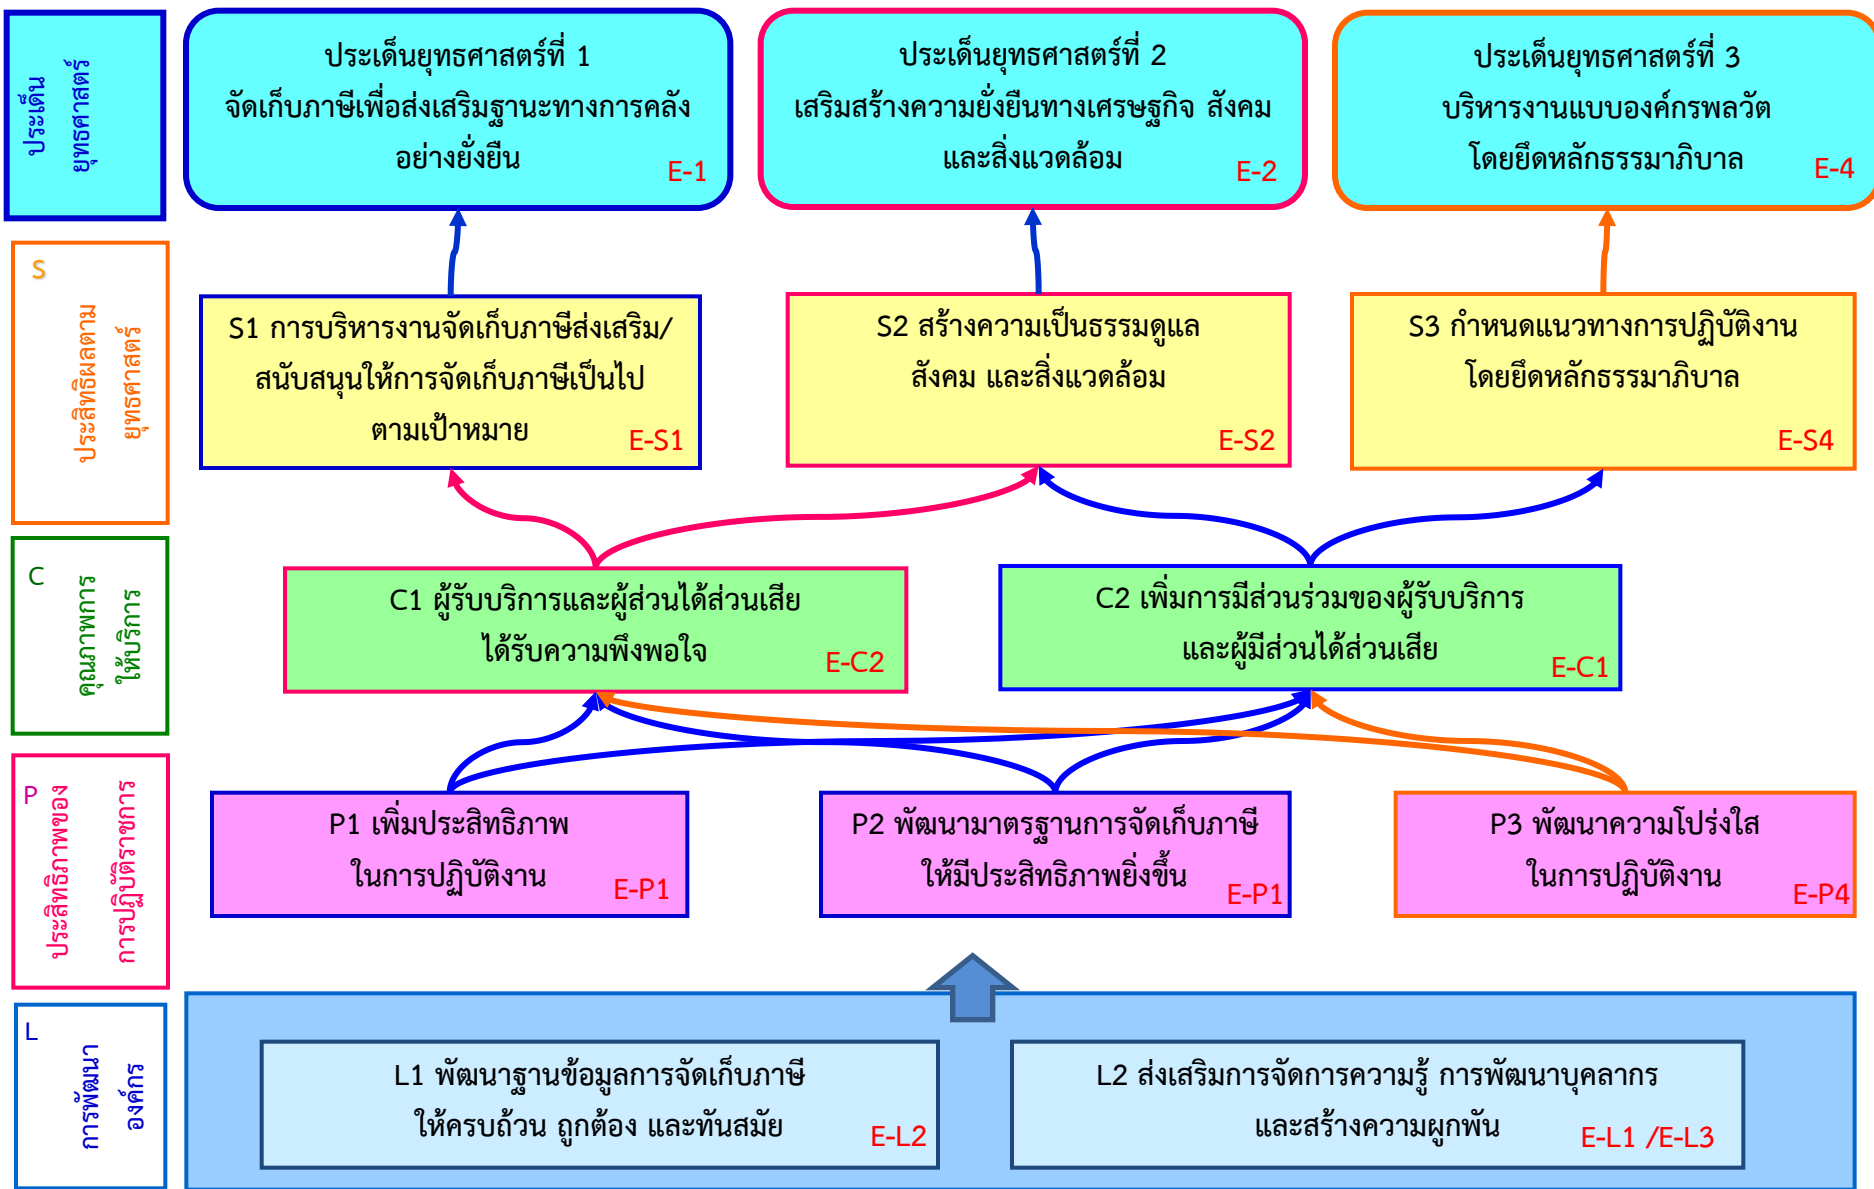 ประเด็น
ยุทธศาสตร์
ประเด็นยุทธศาสตร์ที่ 1
จัดเก็บภาษีเพื่อส่งเสริมฐานะทางการคลัง
อย่างยั่งยืน
E-1
ประเด็นยุทธศาสตร์ที่ 2
เสริมสร้างความยั่งยืนทางเศรษฐกิจ สังคม
และสิ่งแวดล้อม
E-2
ประเด็นยุทธศาสตร์ที่ 3
บริหารงานแบบองค์กรพลวัต
โดยยึดหลักธรรมาภิบาล
E-4
S
ประสิทธิผลตาม
ยุทธศาสตร์
S1 การบริหารงานจัดเก็บภาษีส่งเสริม/
สนับสนุนให้การจัดเก็บภาษีเป็นไป
ตามเป้าหมาย
E-S1
S2 สร้างความเป็นธรรมดูแล
สังคม และสิ่งแวดล้อม
E-S2
S3 กำหนดแนวทางการปฏิบัติงาน
โดยยึดหลักธรรมาภิบาล
E-S4
C
คุณภาพการ
ให้บริการ
C1 ผู้รับบริการและผู้ส่วนได้ส่วนเสีย
ได้รับความพึงพอใจ
E-C2
C2 เพิ่มการมีส่วนร่วมของผู้รับบริการ
และผู้มีส่วนได้ส่วนเสีย
E-C1
P
ประสิทธิภาพของ
การปฏิบัติราชการ
P1 เพิ่มประสิทธิภาพ
ในการปฏิบัติงาน
E-P1
P2 พัฒนามาตรฐานการจัดเก็บภาษี
ให้มีประสิทธิภาพยิ่งขึ้น
E-P1
P3 พัฒนาความโปร่งใส
ในการปฏิบัติงาน
E-P4
L
การพัฒนา
องค์กร
L1 พัฒนาฐานข้อมูลการจัดเก็บภาษี
ให้ครบถ้วน ถูกต้อง และทันสมัย
E-L2
L2 ส่งเสริมการจัดการความรู้ การพัฒนาบุคลากร
และสร้างความผูกพัน
E-L1 /E-L3